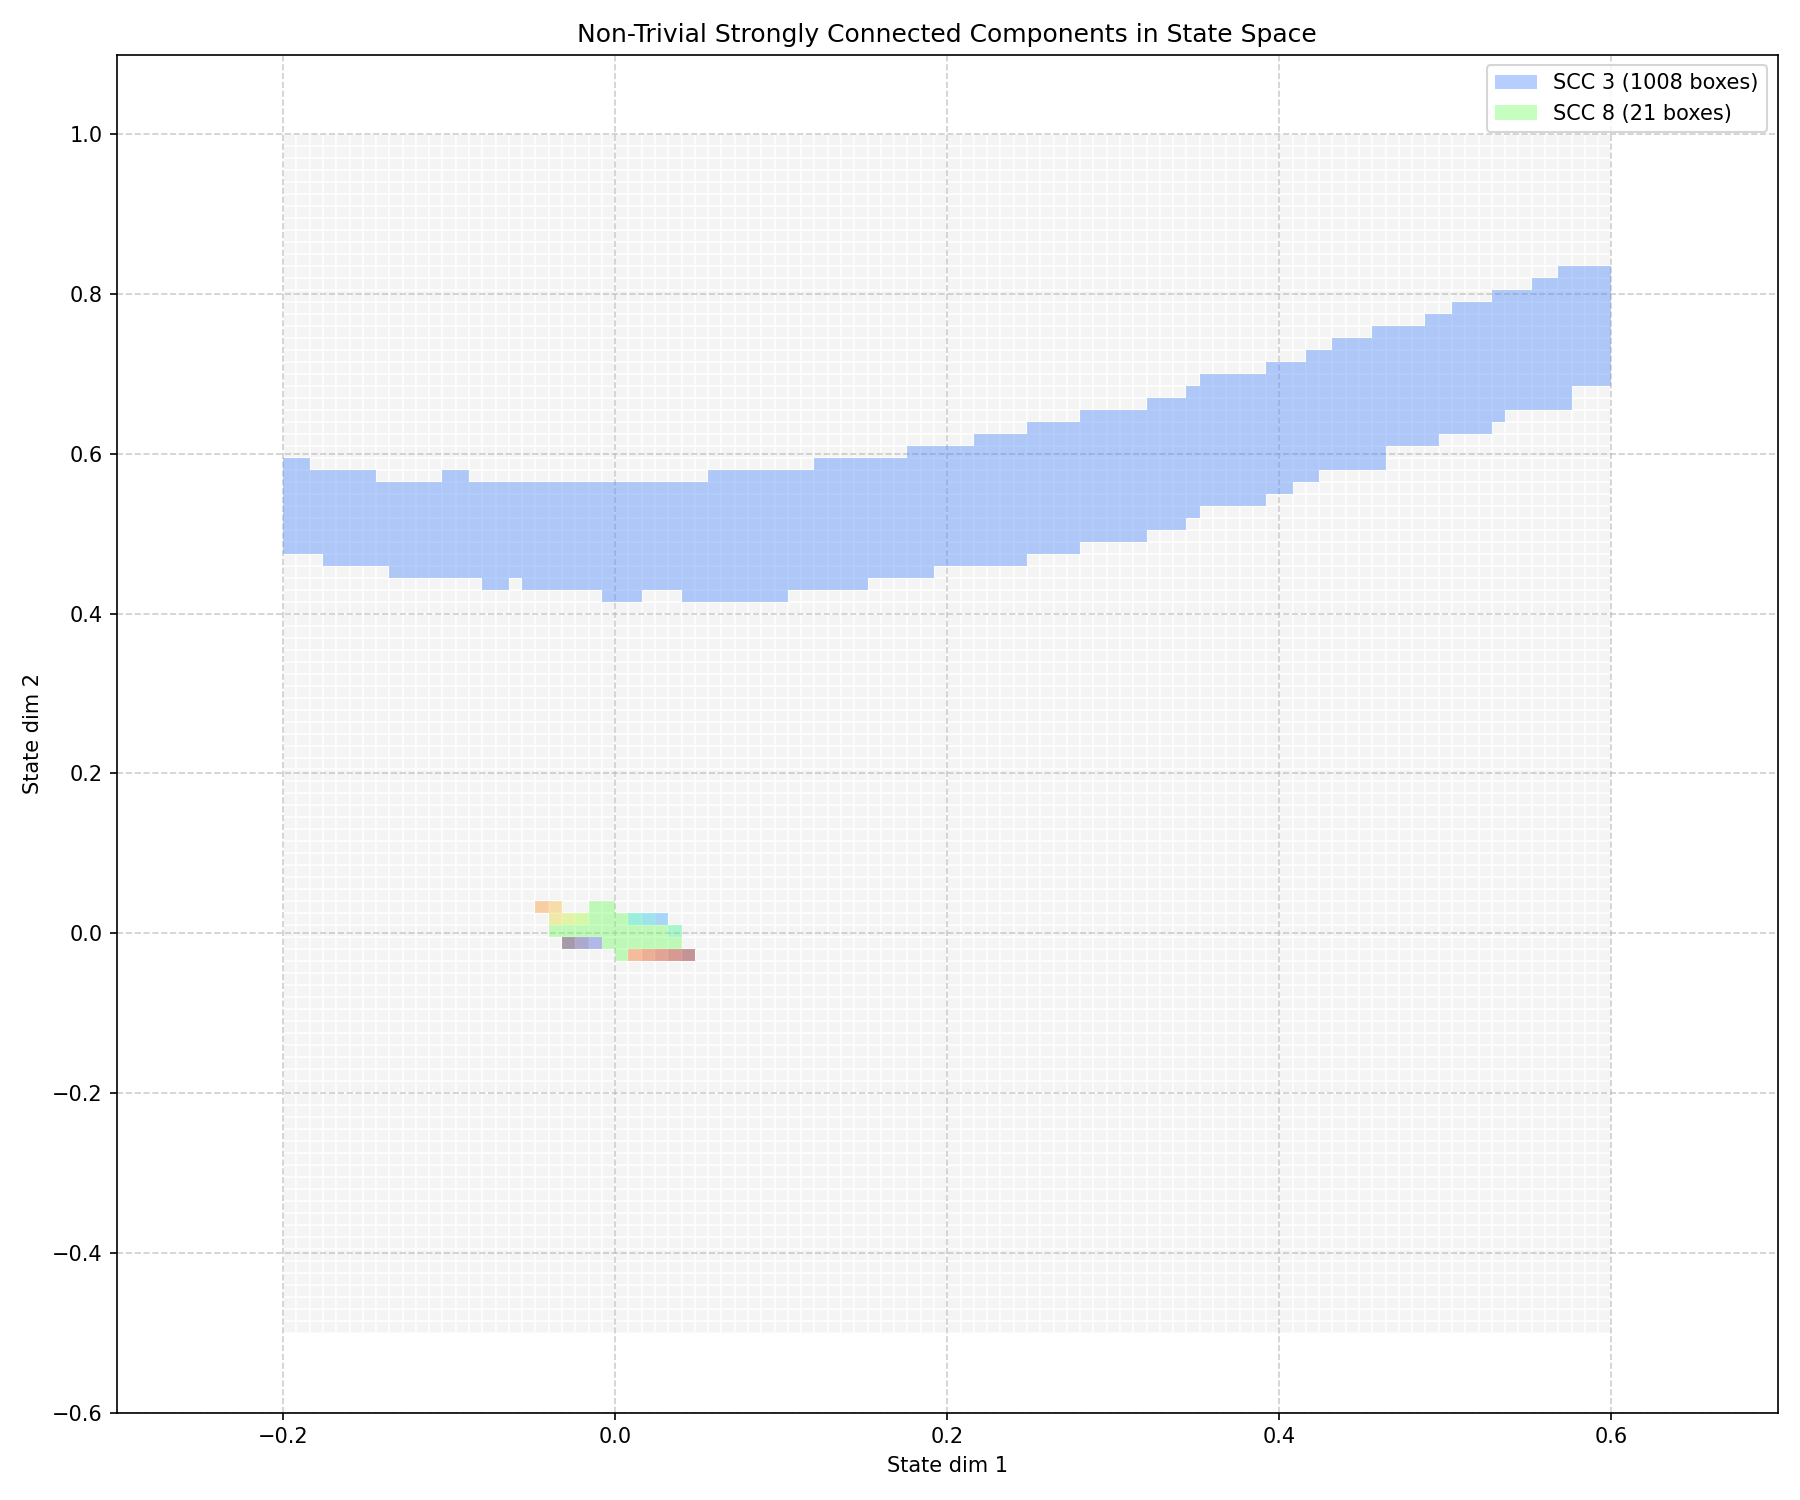 Non-Trivial Strongly Connected Components in State Space
SCC 3 (1008 boxes)
SCC 8 (21 boxes)
1.0
0.8
0.6
0.4
0.2
0.0
−0.2
−0.4
−0.6
State dim 2
−0.2
0.0
0.2
0.4
0.6
State dim 1